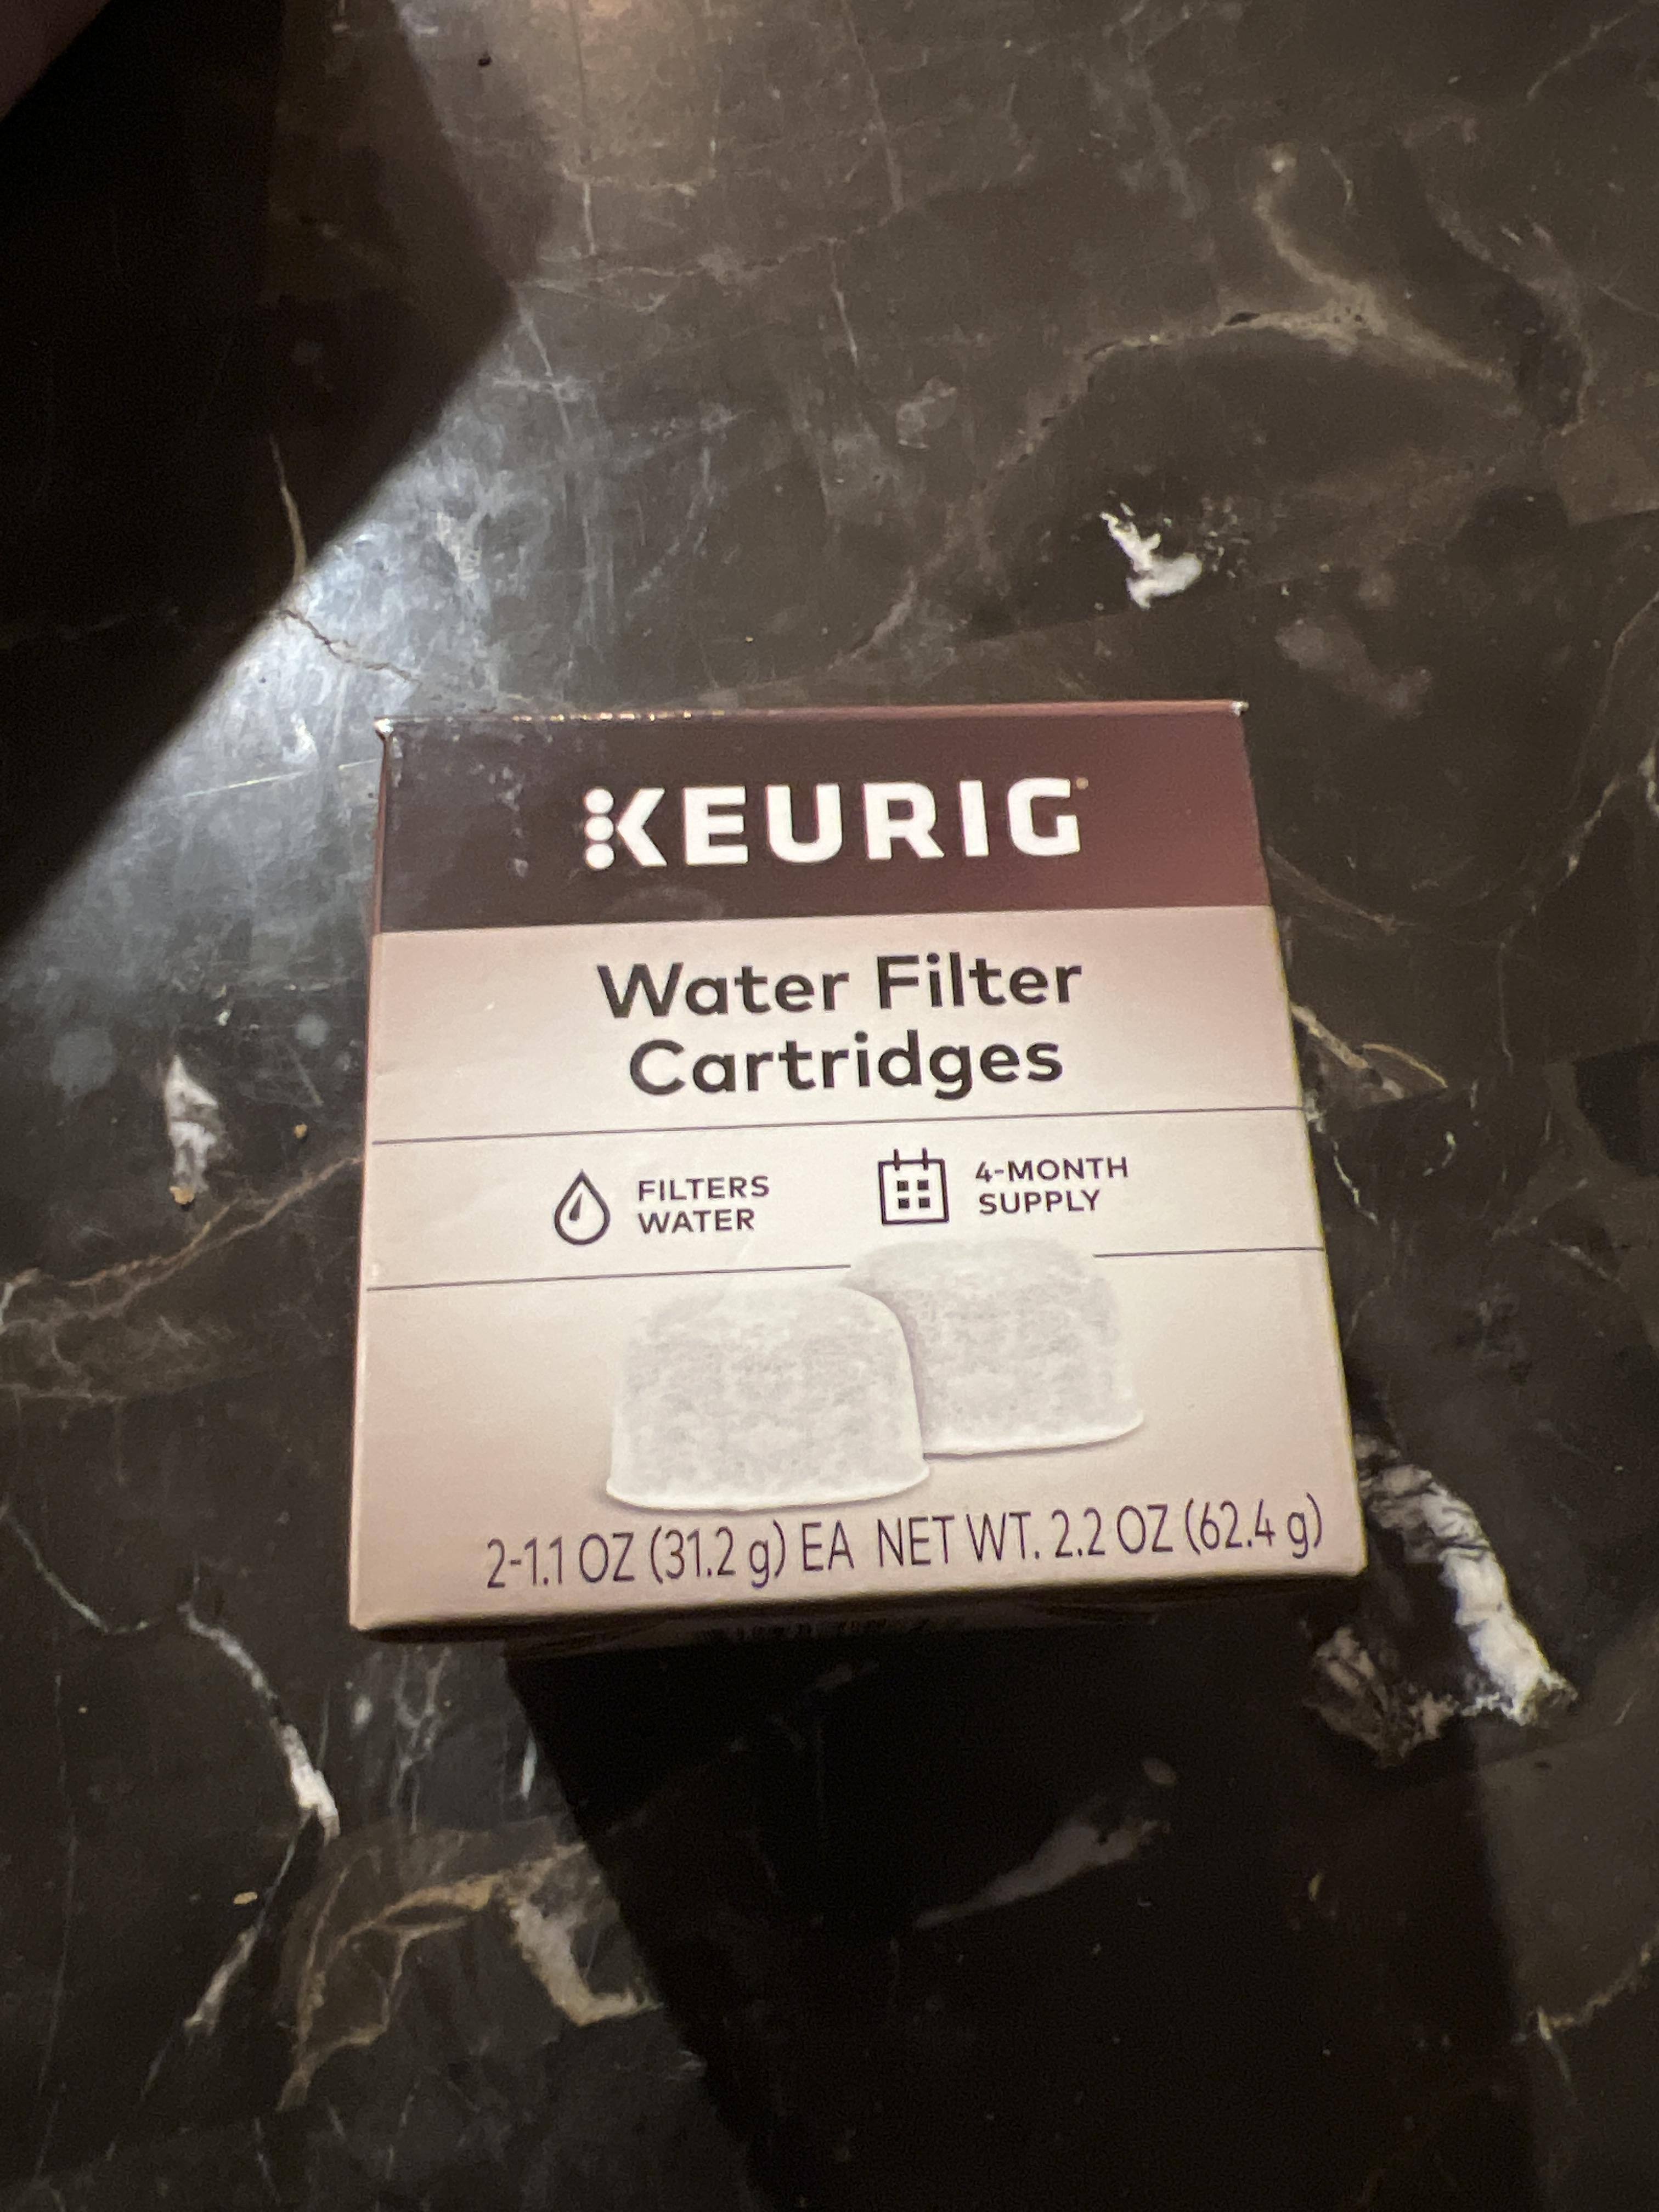 KEURIG
Water Filter
Cartridges
FILTERS
WATER
4-MONTH
SUPPLY
2-1.1 OZ (31.2 g) EA NET WT. 2.2 OZ (62.4 g)